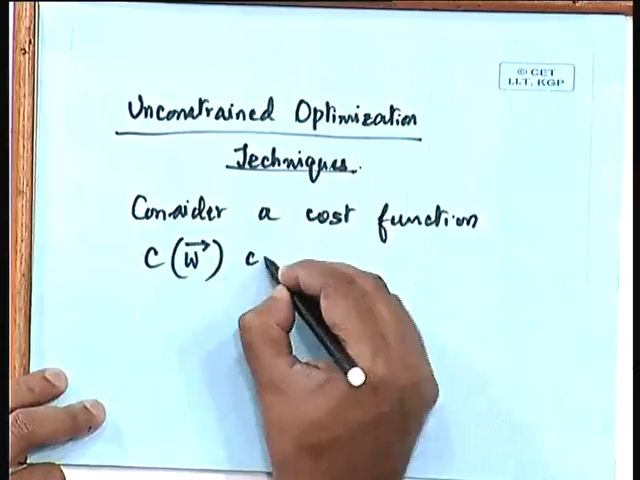 © CET
I.I.T. KGP
Unconstrained Optimization
Techniques.
Consider a cost function
C(w⃗) c